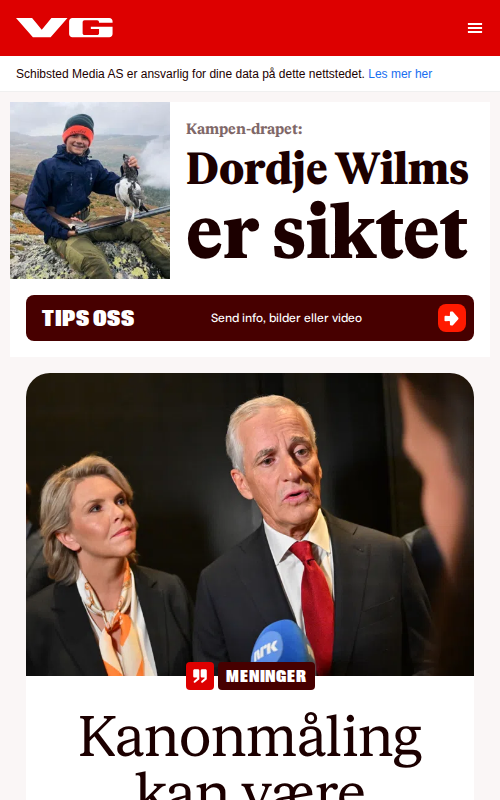 VG
Schibsted Media AS er ansvarlig for dine data på dette nettstedet. Les mer her
Kampen-drapet:
Dordje Wilms
er siktet
TIPS OSS
Send info, bilder eller video
nrk
MENINGER
Kanonmåling
kan være